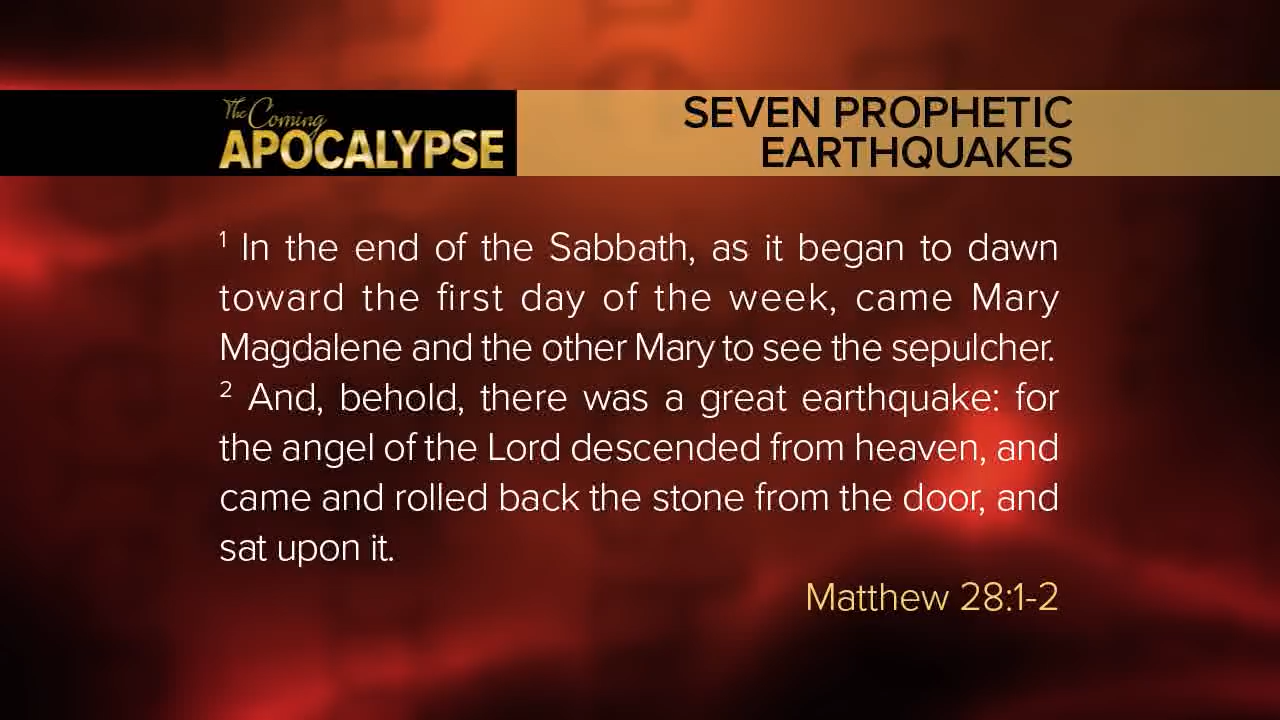 The Coming
APOCALYPSE
SEVEN PROPHETIC
EARTHQUAKES
1 In the end of the Sabbath, as it began to dawn
toward the first day of the week, came Mary
Magdalene and the other Mary to see the sepulcher.
2 And, behold, there was a great earthquake: for
the angel of the Lord descended from heaven, and
came and rolled back the stone from the door, and
sat upon it.
Matthew 28:1-2